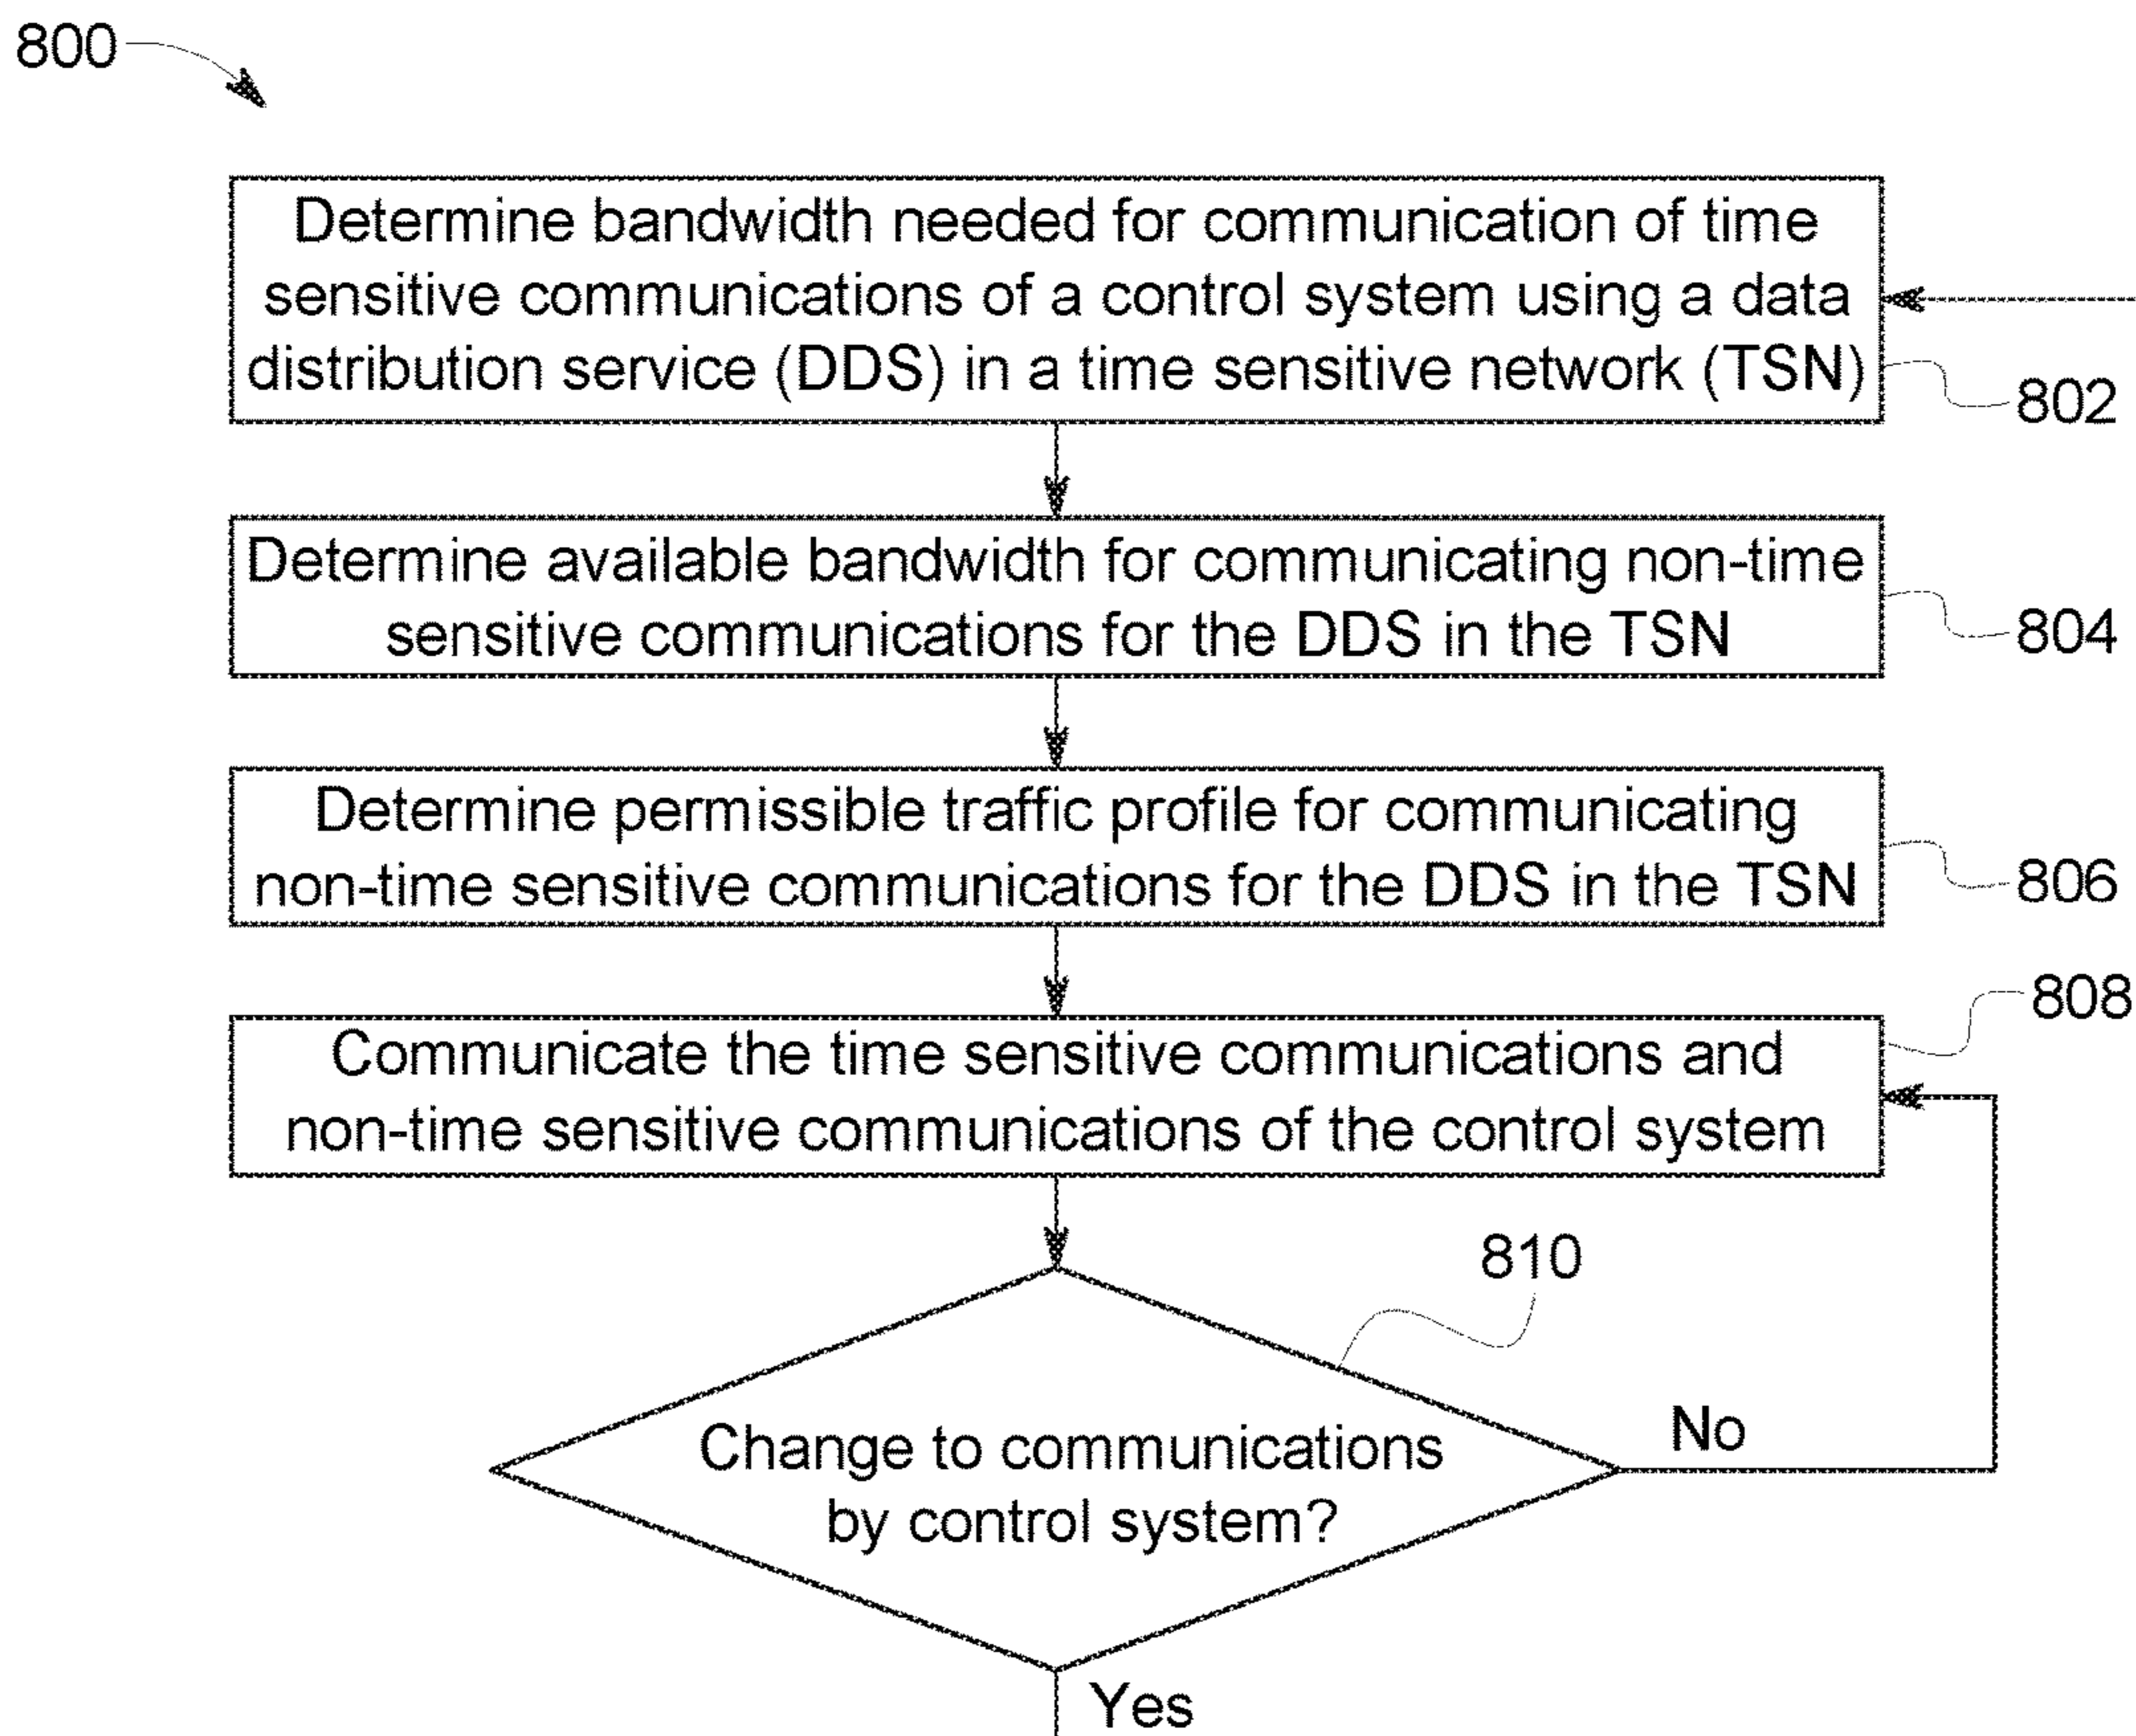 800
Determine bandwidth needed for communication of time
sensitive communications of a control system using a data
distribution service (DDS) in a time sensitive network (TSN)
802
Determine available bandwidth for communicating non-time
sensitive communications for the DDS in the TSN
804
Determine permissible traffic profile for communicating
non-time sensitive communications for the DDS in the TSN
806
808
Communicate the time sensitive communications and
non-time sensitive communications of the control system
810
Change to communications
by control system?
No
Yes